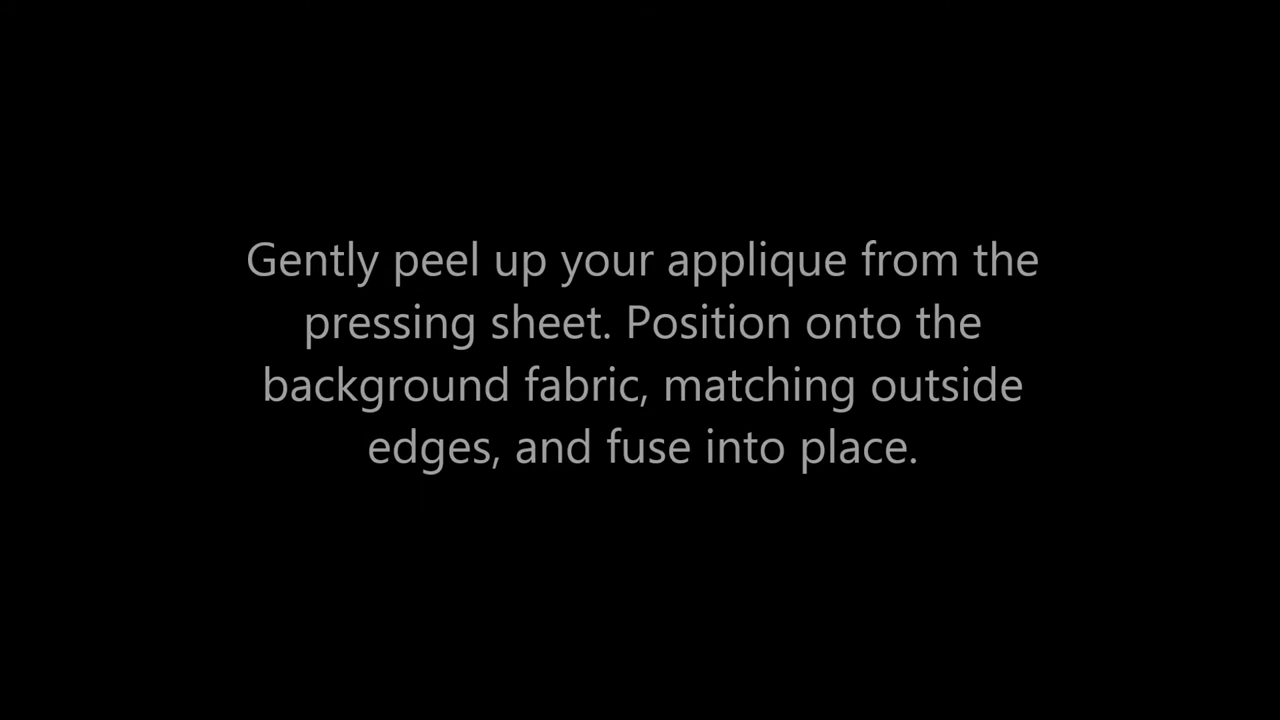 Gently peel up your applique from the
pressing sheet. Position onto the
background fabric, matching outside
edges, and fuse into place.